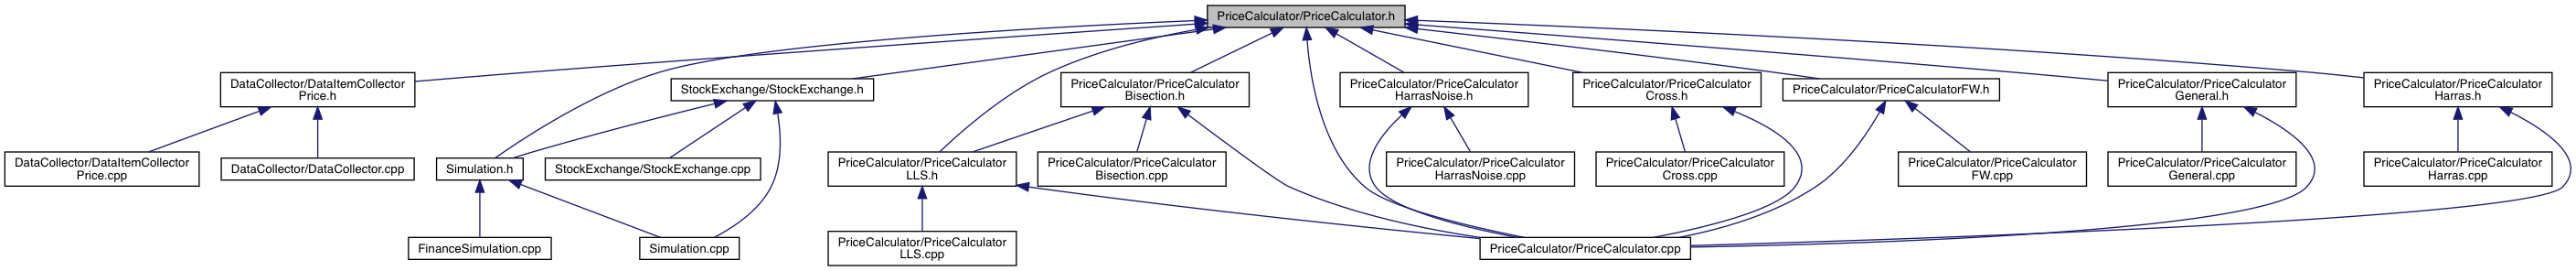 PriceCalculator/PriceCalculator.h
DataCollector/DataItemCollector
Price.h
StockExchange/StockExchange.h
PriceCalculator/PriceCalculator
Bisection.h
PriceCalculator/PriceCalculator
HarrasNoise.h
PriceCalculator/PriceCalculator
Cross.h
PriceCalculator/PriceCalculatorFW.h
PriceCalculator/PriceCalculator
General.h
PriceCalculator/PriceCalculator
Harras.h
DataCollector/DataItemCollector
Price.cpp
DataCollector/DataCollector.cpp
Simulation.h
StockExchange/StockExchange.cpp
PriceCalculator/PriceCalculator
LLS.h
PriceCalculator/PriceCalculator
Bisection.cpp
PriceCalculator/PriceCalculator
HarrasNoise.cpp
PriceCalculator/PriceCalculator
Cross.cpp
PriceCalculator/PriceCalculator
FW.cpp
PriceCalculator/PriceCalculator
General.cpp
PriceCalculator/PriceCalculator
Harras.cpp
FinanceSimulation.cpp
Simulation.cpp
PriceCalculator/PriceCalculator
LLS.cpp
PriceCalculator/PriceCalculator.cpp